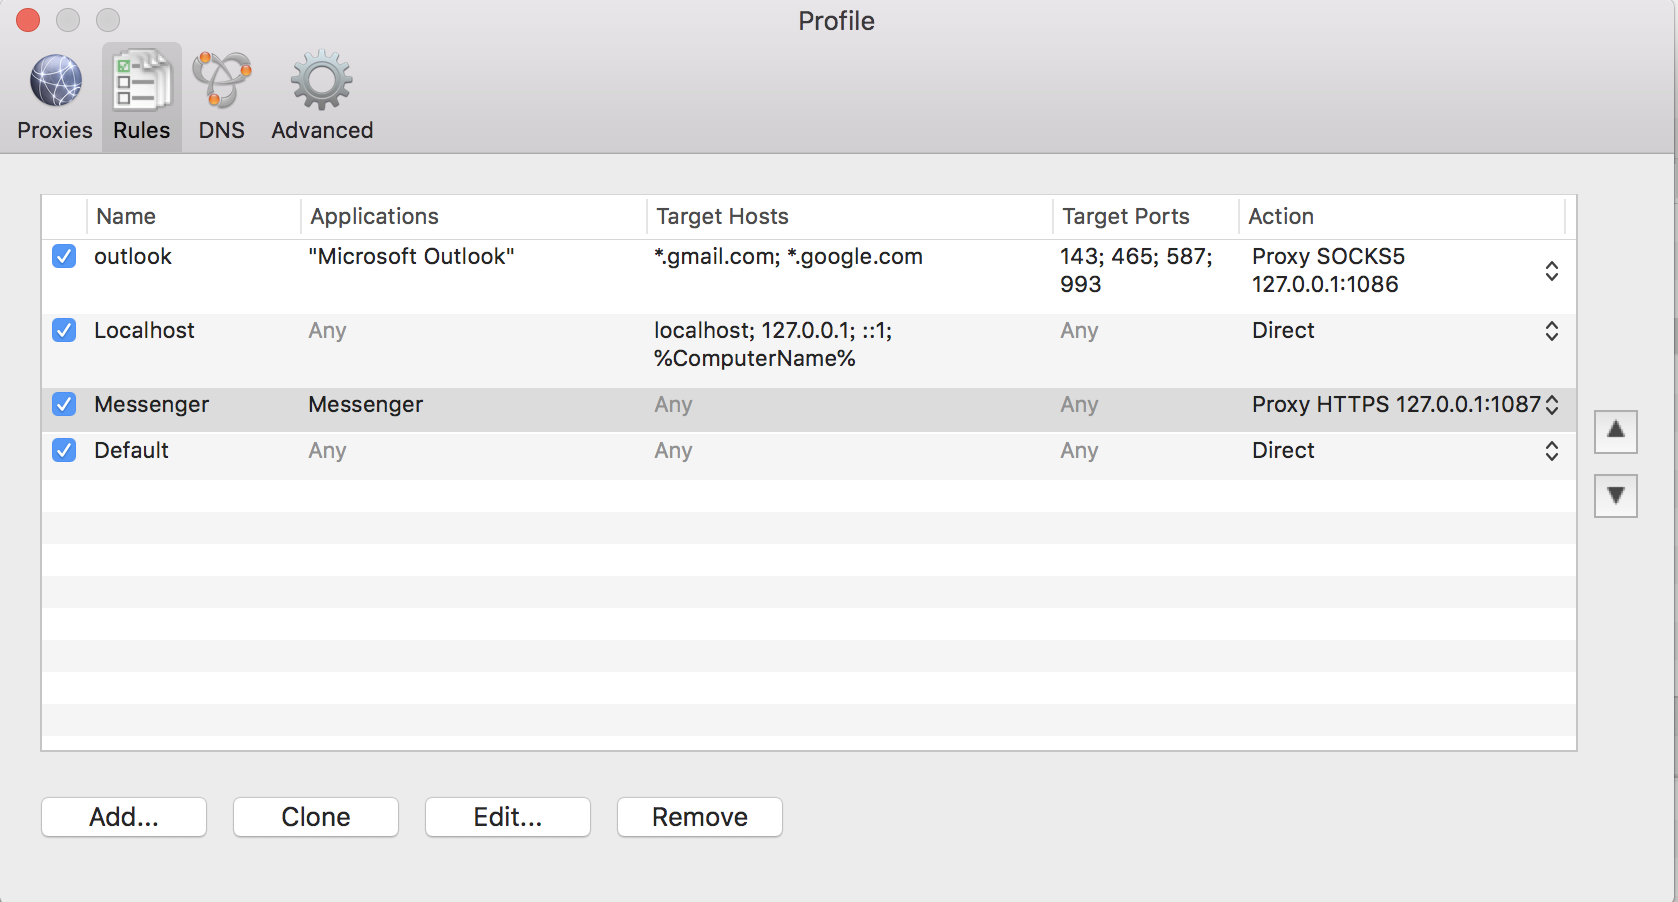 Profile
Proxies Rules DNS Advanced
Name Applications Target Hosts Target Ports Action
outlook "Microsoft Outlook" *.gmail.com; *.google.com 143; 465; 587; Proxy SOCKS5
993 127.0.0.1:1086
Localhost Any localhost; 127.0.0.1; ::1; Any Direct
%ComputerName%
Messenger Messenger Any Any Proxy HTTPS 127.0.0.1:1087
Default Any Any Any Direct
Add... Clone Edit... Remove